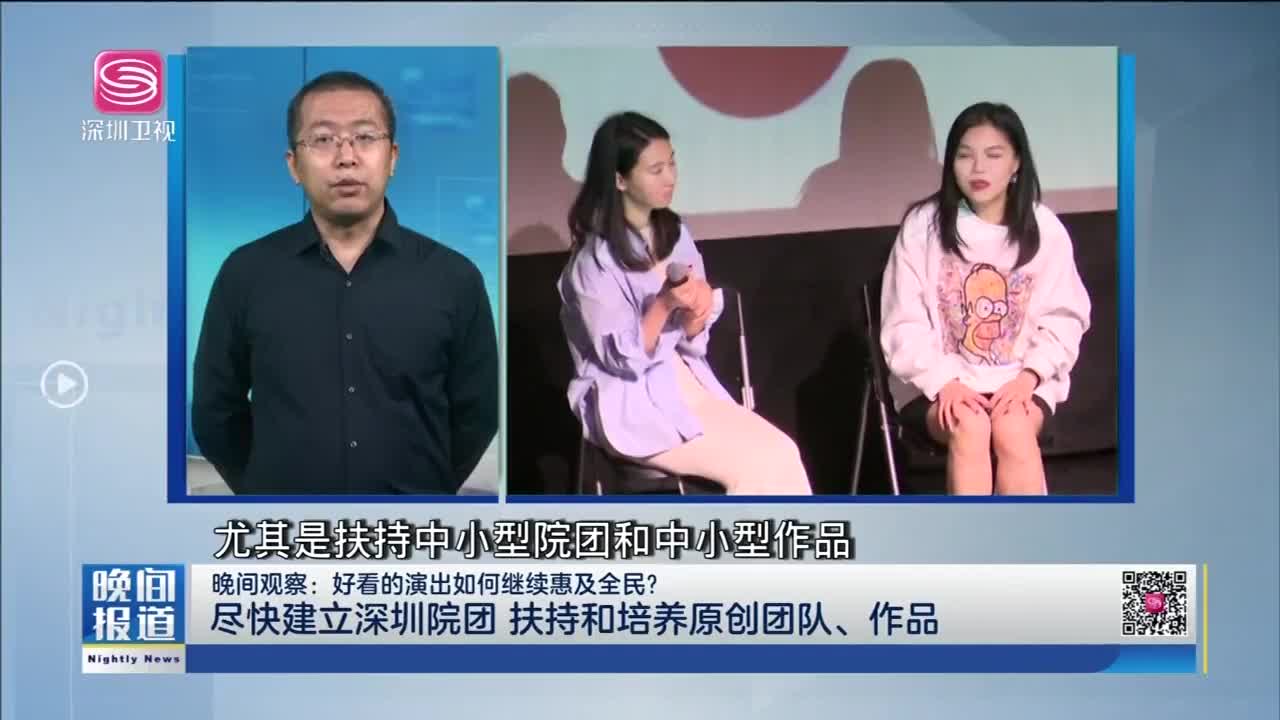 深圳卫视
Nigh
尤其是扶持中小型院团和中小型作品
晚间观察：好看的演出如何继续惠及全民？
尽快建立深圳院团 扶持和培养原创团队、作品
晚间
报道
Nightly News